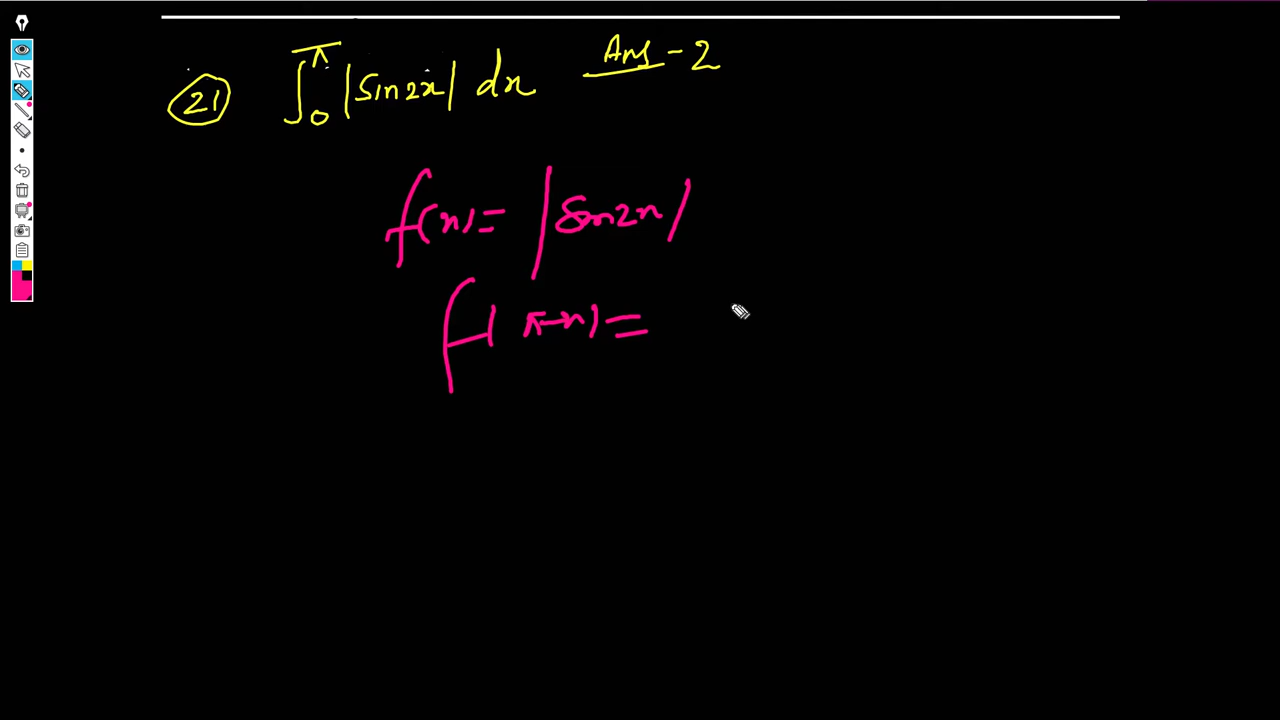 21 ∫₀^π |sin2x| dx Ans - 2
f(x) = |sin2x|
f(π-x) =